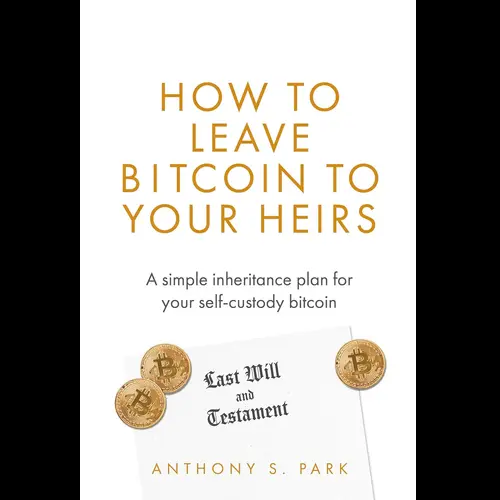 HOW TO
LEAVE
BITCOIN TO
YOUR HEIRS
A simple inheritance plan for
your self-custody bitcoin
Last Will
and
Testament
ANTHONY S. PARK